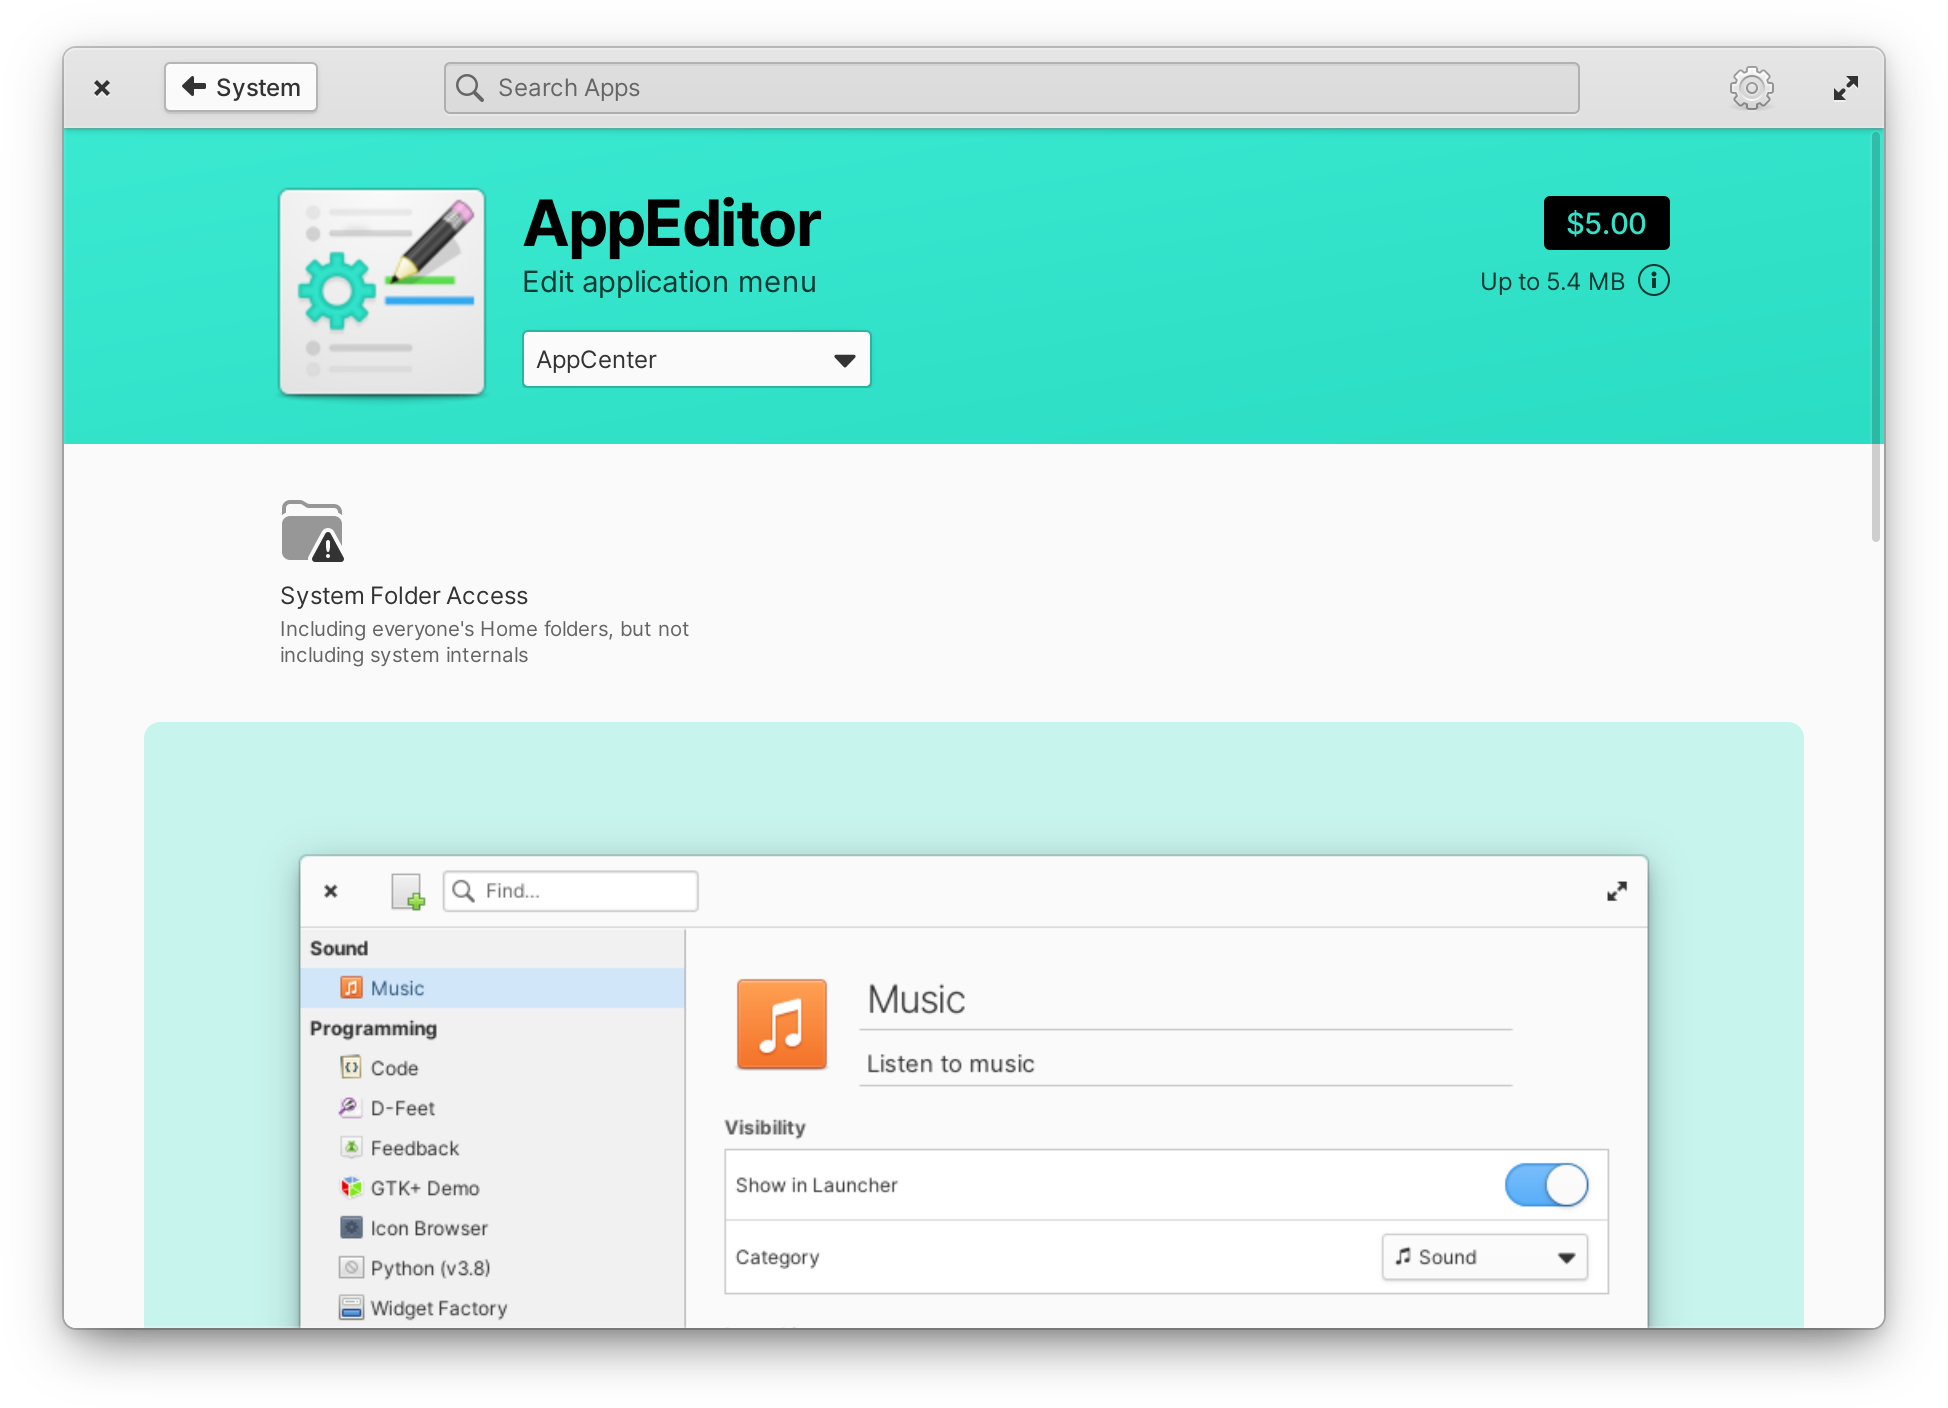 System
Search Apps
AppEditor
Edit application menu
$5.00
Up to 5.4 MB
AppCenter
System Folder Access
Including everyone's Home folders, but not
including system internals
Find...
Sound
Music
Programming
Code
D-Feet
Feedback
GTK+ Demo
Icon Browser
Python (v3.8)
Widget Factory
Music
Listen to music
Visibility
Show in Launcher
Category
Sound